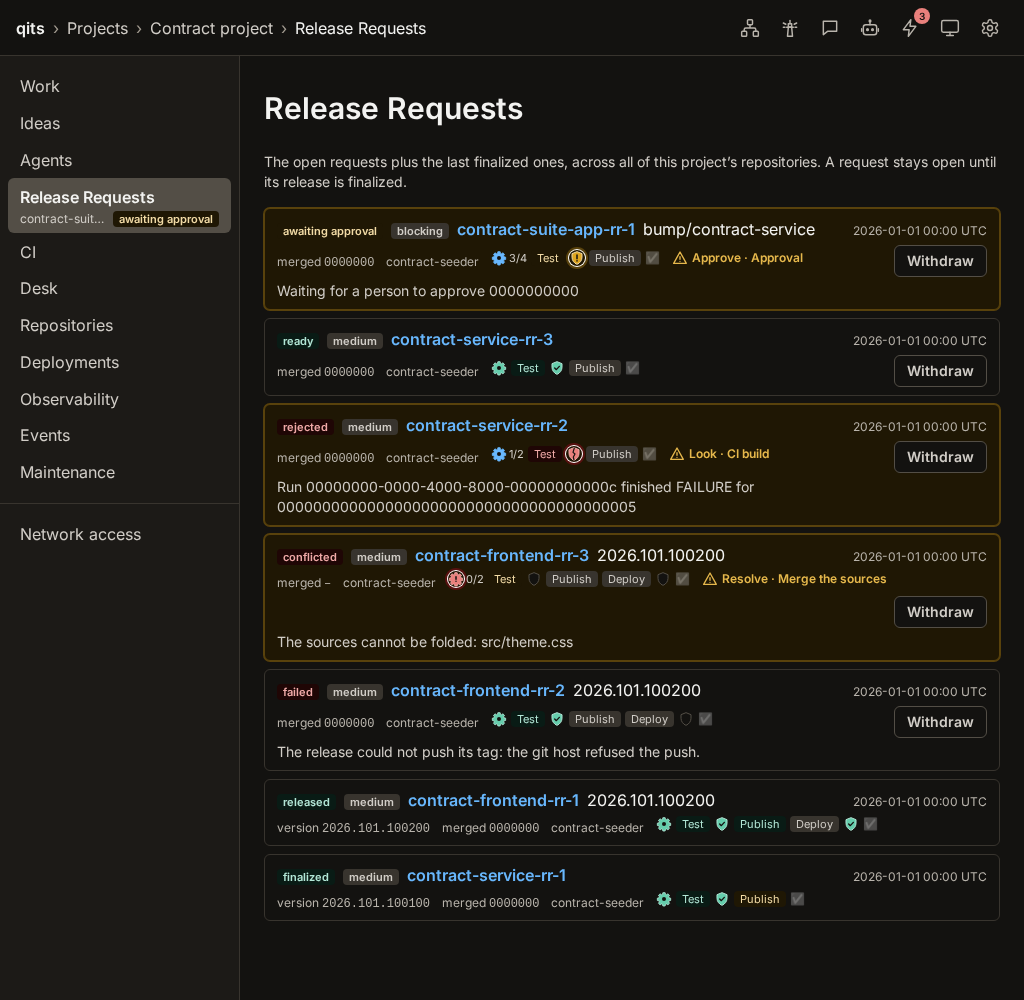 qits › Projects › Contract project › Release Requests
3
Work
Ideas
Agents
Release Requests
contract-suit… awaiting approval
CI
Desk
Repositories
Deployments
Observability
Events
Maintenance
Network access
Release Requests
The open requests plus the last finalized ones, across all of this project's repositories. A request stays open until
its release is finalized.
awaiting approval blocking contract-suite-app-rr-1 bump/contract-service 2026-01-01 00:00 UTC
merged 0000000 contract-seeder 3/4 Test Publish Approve · Approval Withdraw
Waiting for a person to approve 0000000000
ready medium contract-service-rr-3 2026-01-01 00:00 UTC
merged 0000000 contract-seeder Test Publish Withdraw
rejected medium contract-service-rr-2 2026-01-01 00:00 UTC
merged 0000000 contract-seeder 1/2 Test Publish Look · CI build Withdraw
Run 00000000-0000-4000-8000-00000000000c finished FAILURE for
0000000000000000000000000000000000000005
conflicted medium contract-frontend-rr-3 2026.101.100200 2026-01-01 00:00 UTC
merged – contract-seeder 0/2 Test Publish Deploy Resolve · Merge the sources
Withdraw
The sources cannot be folded: src/theme.css
failed medium contract-frontend-rr-2 2026.101.100200 2026-01-01 00:00 UTC
merged 0000000 contract-seeder Test Publish Deploy Withdraw
The release could not push its tag: the git host refused the push.
released medium contract-frontend-rr-1 2026.101.100200 2026-01-01 00:00 UTC
version 2026.101.100200 merged 0000000 contract-seeder Test Publish Deploy
finalized medium contract-service-rr-1 2026-01-01 00:00 UTC
version 2026.101.100100 merged 0000000 contract-seeder Test Publish